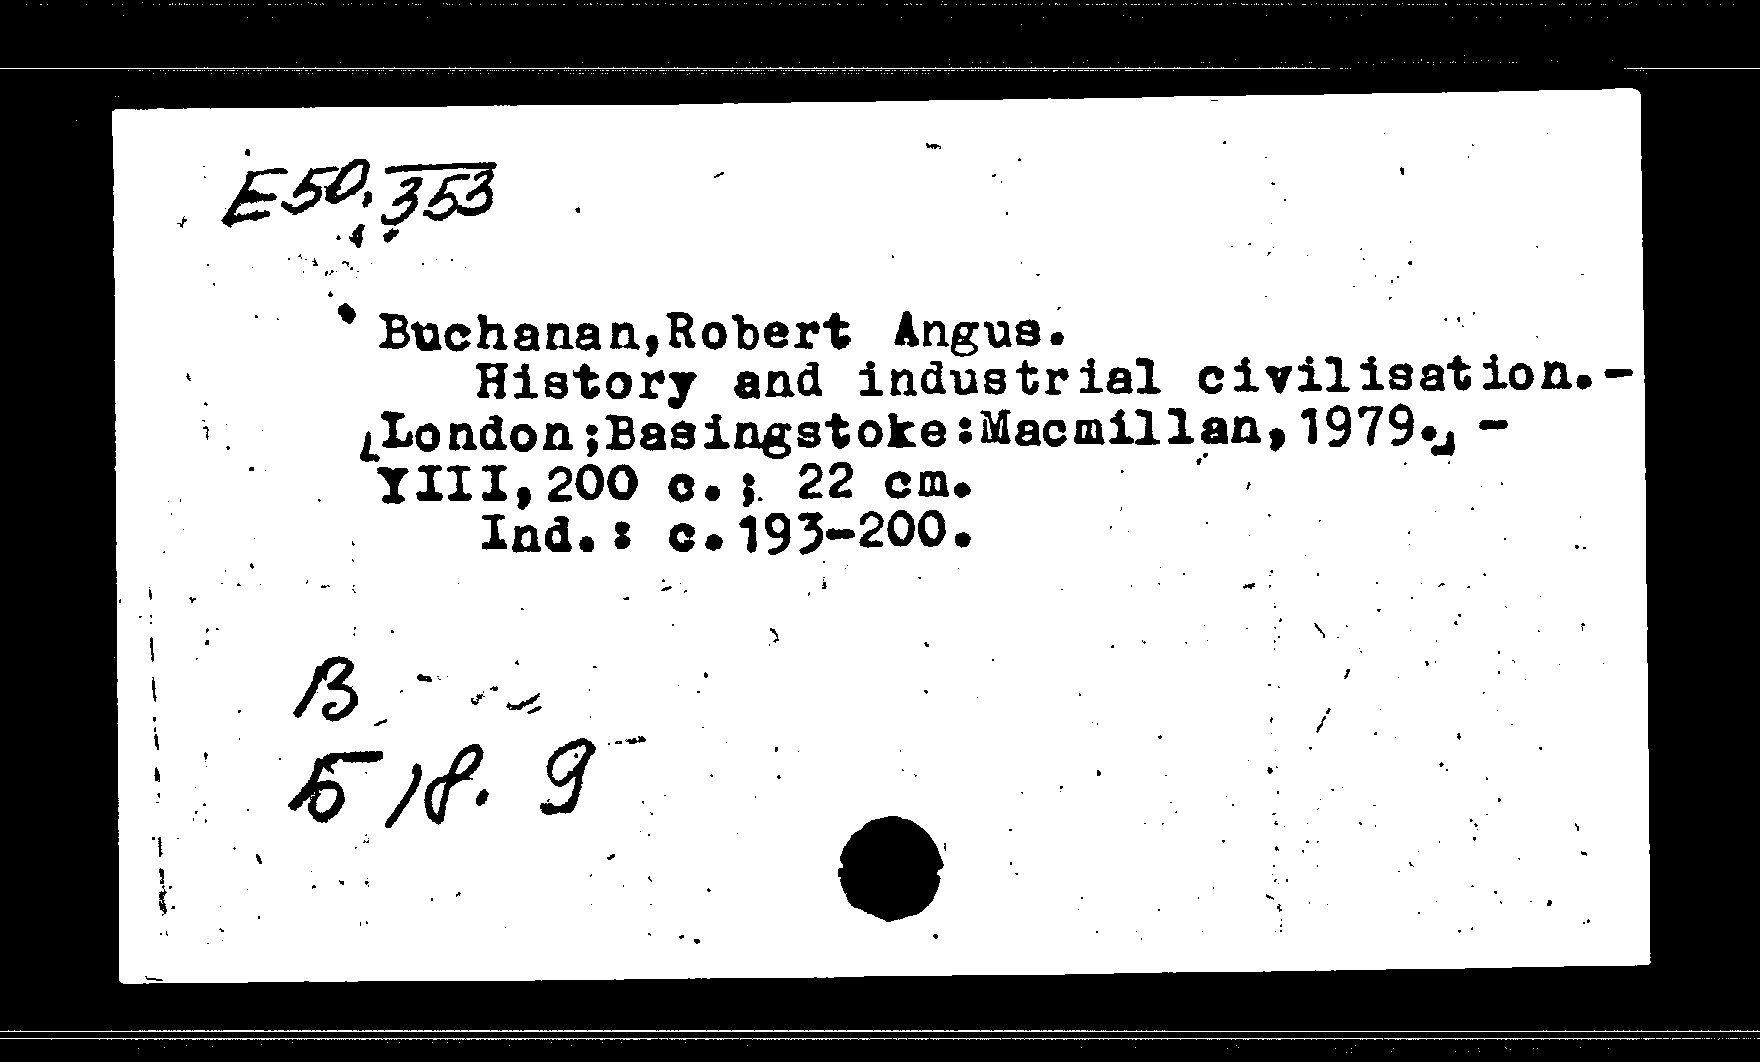 E50.353
Buchanan,Robert Angus.
History and industrial civilisation.-
[London;Basingstoke:Macmillan,1979.] -
YIII,200 c.; 22 cm.
Ind.: c.193-200.
В
Б 18. 9